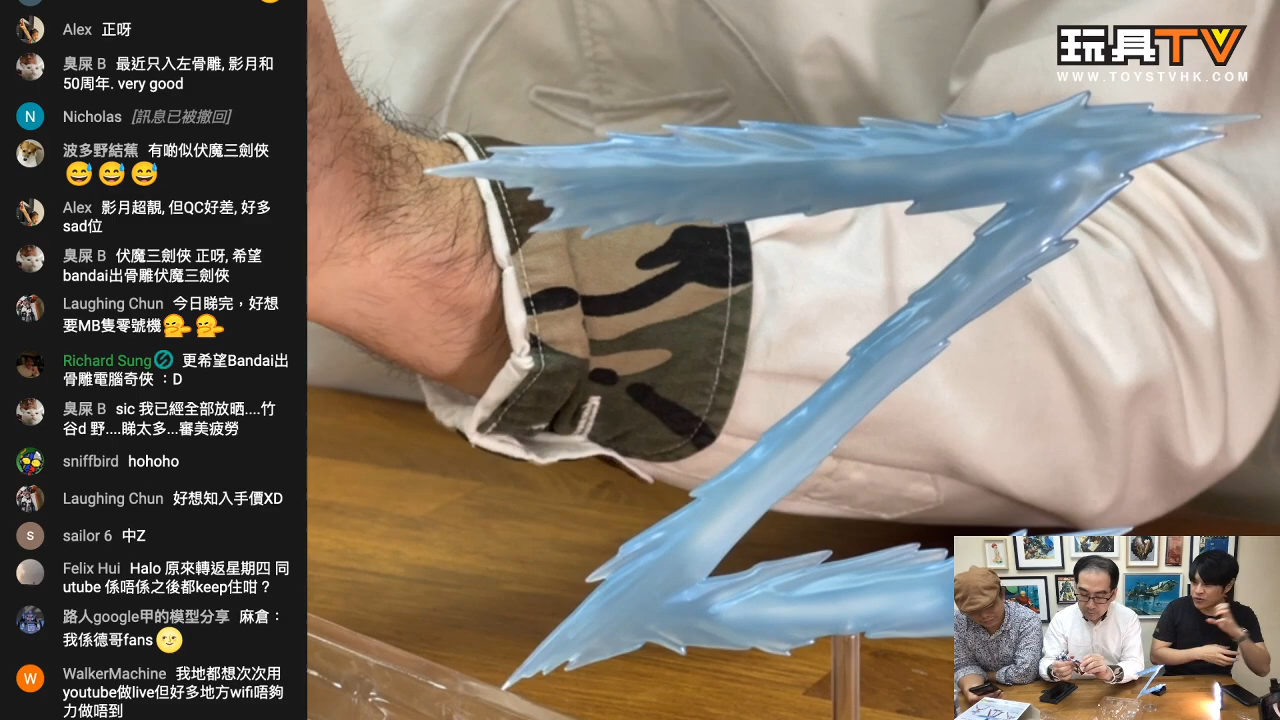 Alex 正呀
臭屎 B 最近只入左骨雕, 影月和
50周年. very good
N
Nicholas [訊息已被撤回]
波多野結蕉 有啲似伏魔三劍俠
😅 😅 😅
Alex 影月超靚, 但QC好差, 好多
sad位
臭屎 B 伏魔三劍俠 正呀, 希望
bandai出骨雕伏魔三劍俠
Laughing Chun 今日睇完，好想
要MB隻零號機
Richard Sung 更希望Bandai出
骨雕電腦奇俠 ：D
臭屎 B sic 我已經全部放晒....竹
谷d 野....睇太多...審美疲勞
sniffbird hohoho
Laughing Chun 好想知入手價XD
s
sailor 6 中Z
Felix Hui Halo 原來轉返星期四 同
utube 係唔係之後都keep住咁？
路人google甲的模型分享 麻倉：
我係德哥fans🌝
W
WalkerMachine 我地都想次次用
youtube做live但好多地方wifi唔夠
力做唔到
玩具TV
WWW.TOYSTVHK.COM